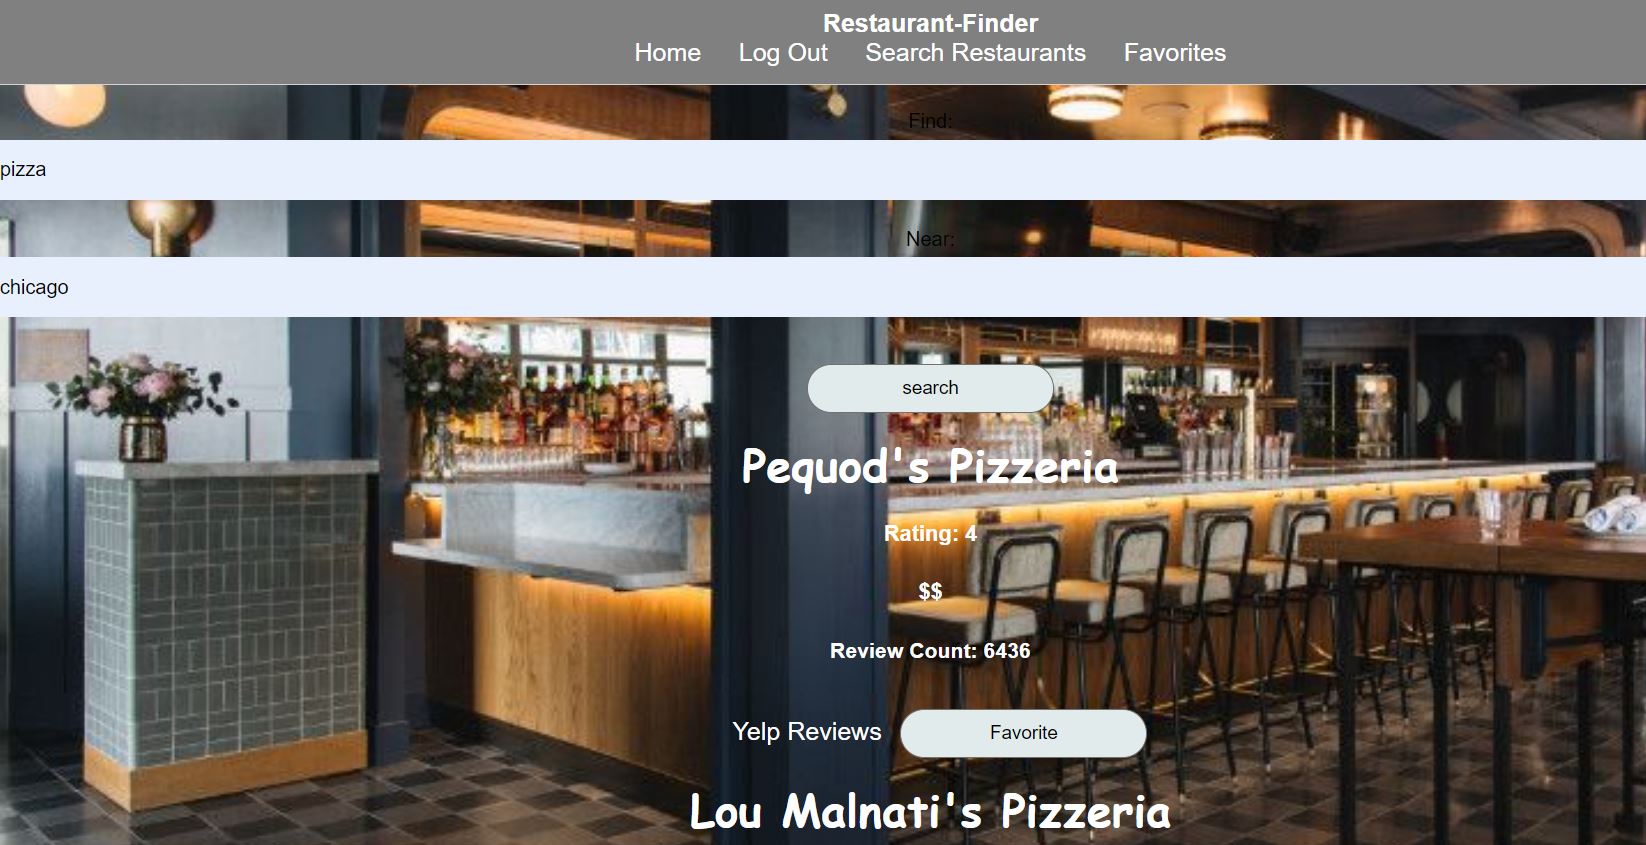 Restaurant-Finder
Home Log Out Search Restaurants Favorites
Find:
pizza
Near:
chicago
search
Pequod's Pizzeria
Rating: 4
$$
Review Count: 6436
Yelp Reviews Favorite
Lou Malnati's Pizzeria